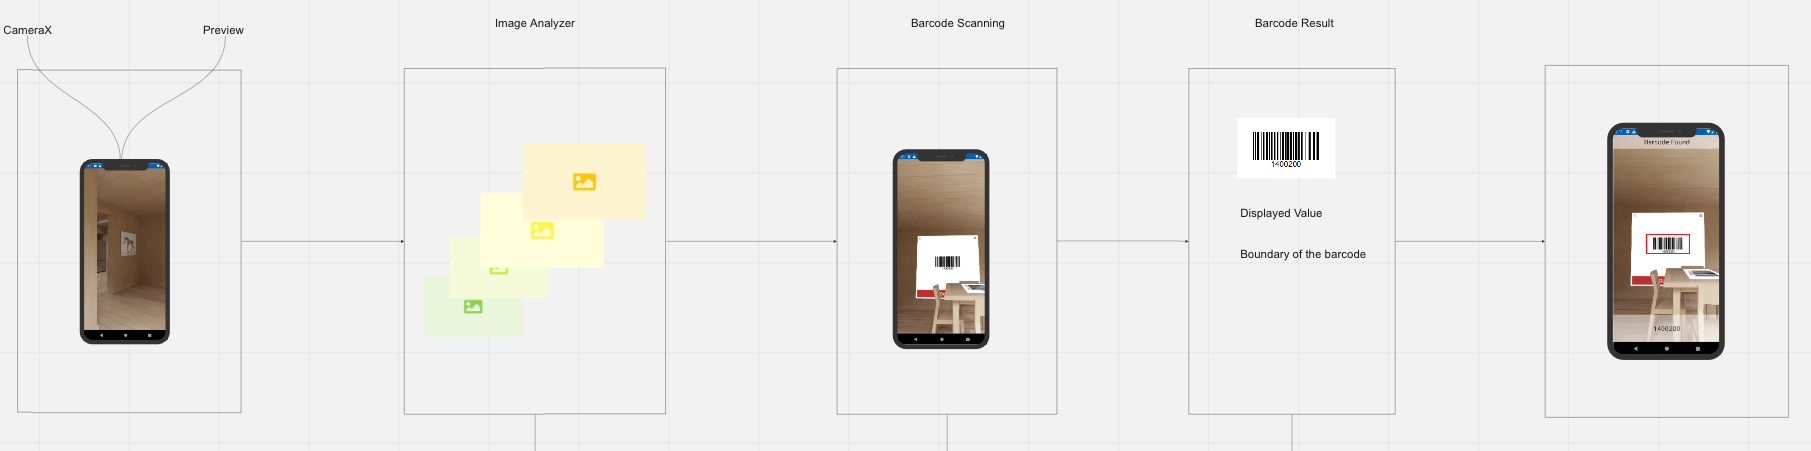 CameraX
Preview
Image Analyzer
Barcode Scanning
Barcode Result
1400200
Displayed Value
Boundary of the barcode
Barcode Found
1400200